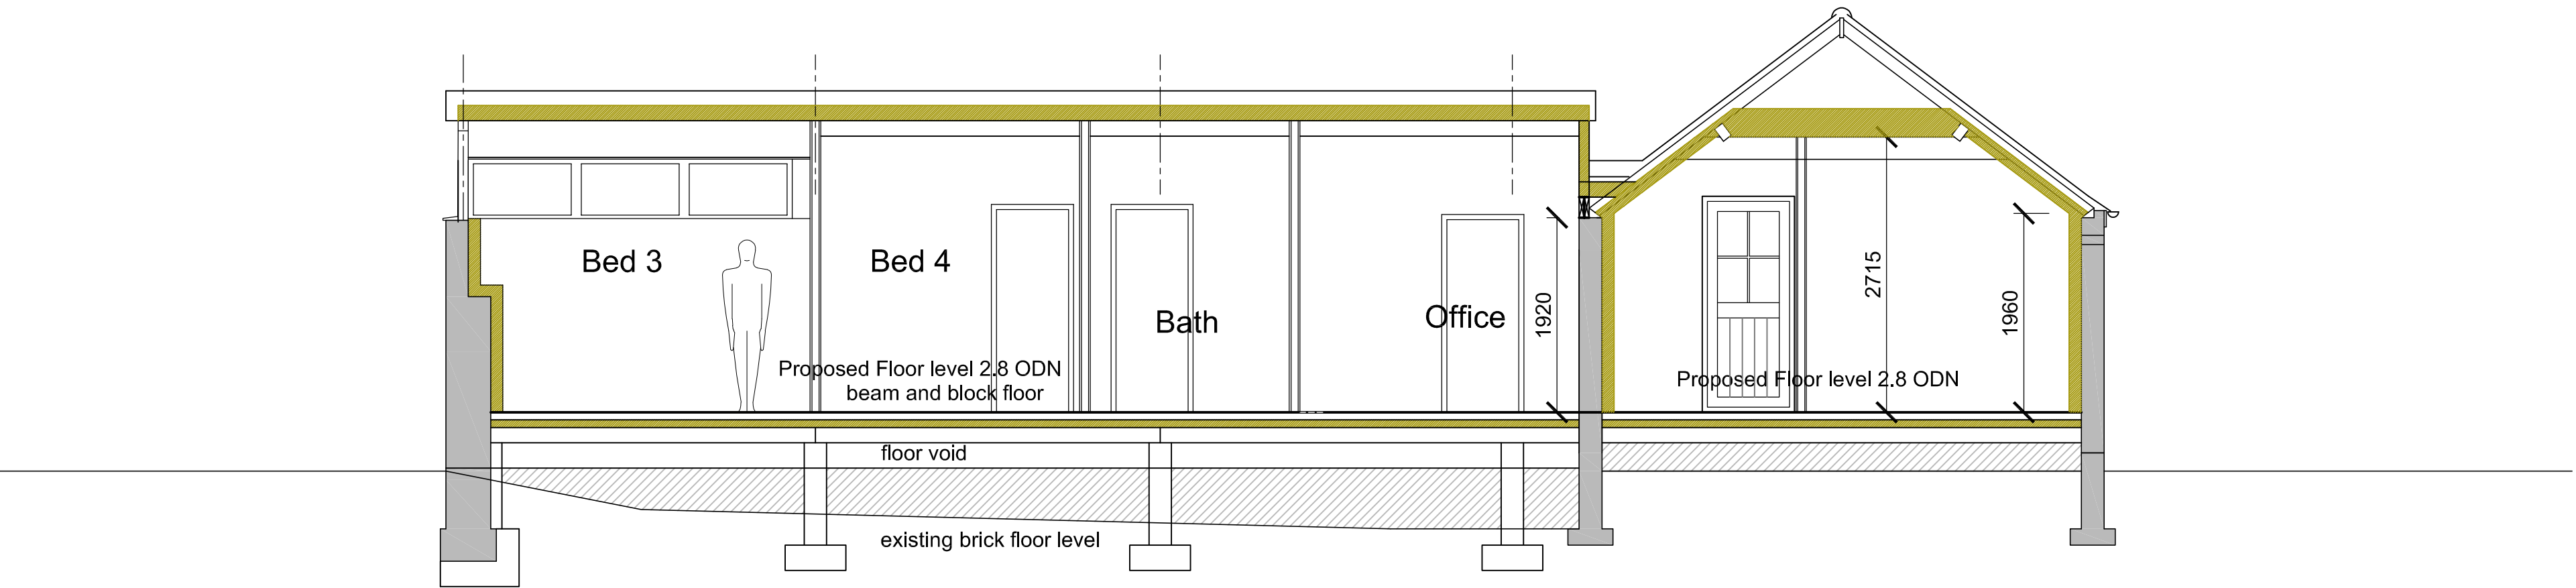 Bed 3
Bed 4
Bath
Office
1920
2715
1960
Proposed Floor level 2.8 ODN
beam and block floor
Proposed Floor level 2.8 ODN
floor void
existing brick floor level